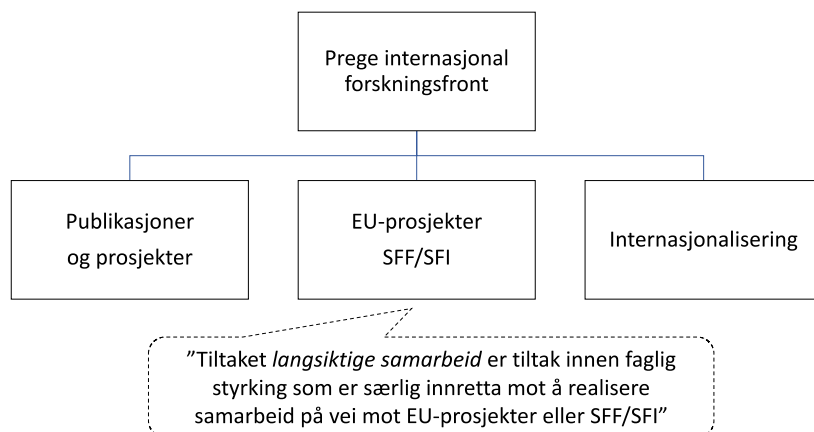 Prege internasjonal
forskningsfront
Publikasjoner
og prosjekter
EU-prosjekter
SFF/SFI
Internasjonalisering
”Tiltaket langsiktige samarbeid er tiltak innen faglig
styrking som er særlig innretta mot å realisere
samarbeid på vei mot EU-prosjekter eller SFF/SFI”